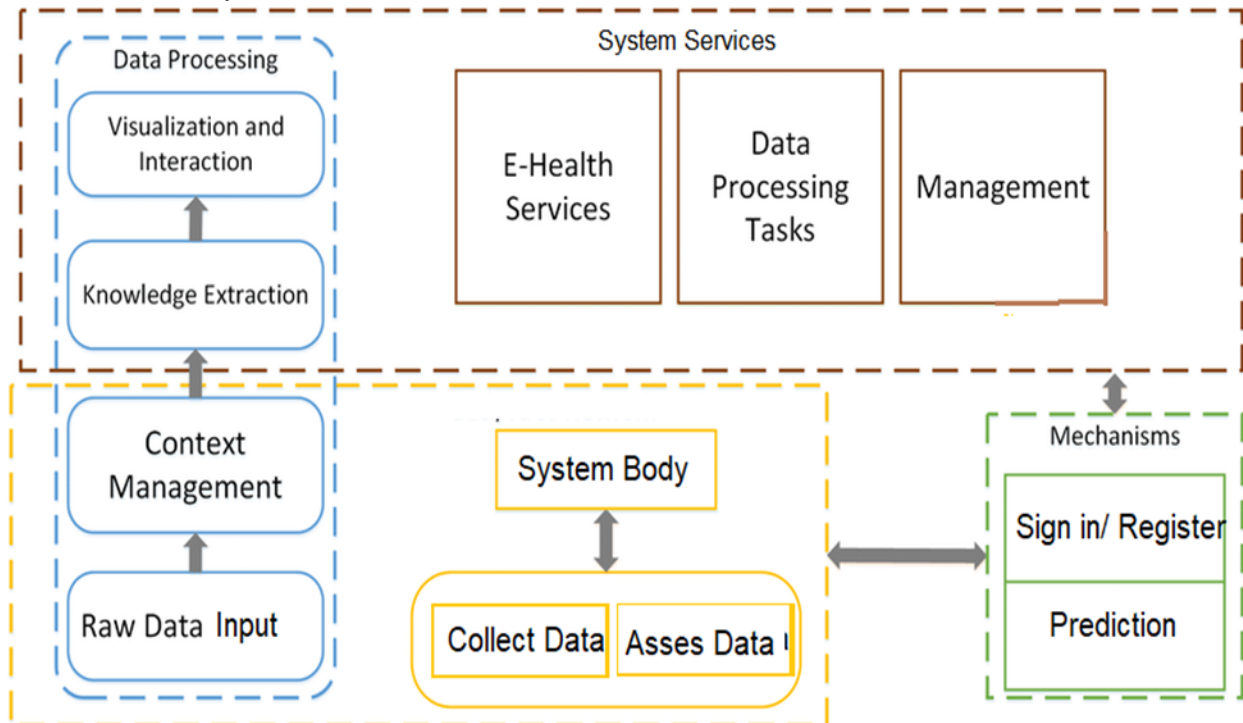 System Services
Data Processing
Visualization and
Interaction
Knowledge Extraction
E-Health
Services
Data
Processing
Tasks
Management
Context
Management
Raw Data Input
System Body
Collect Data
Asses Data
Mechanisms
Sign in/ Register
Prediction